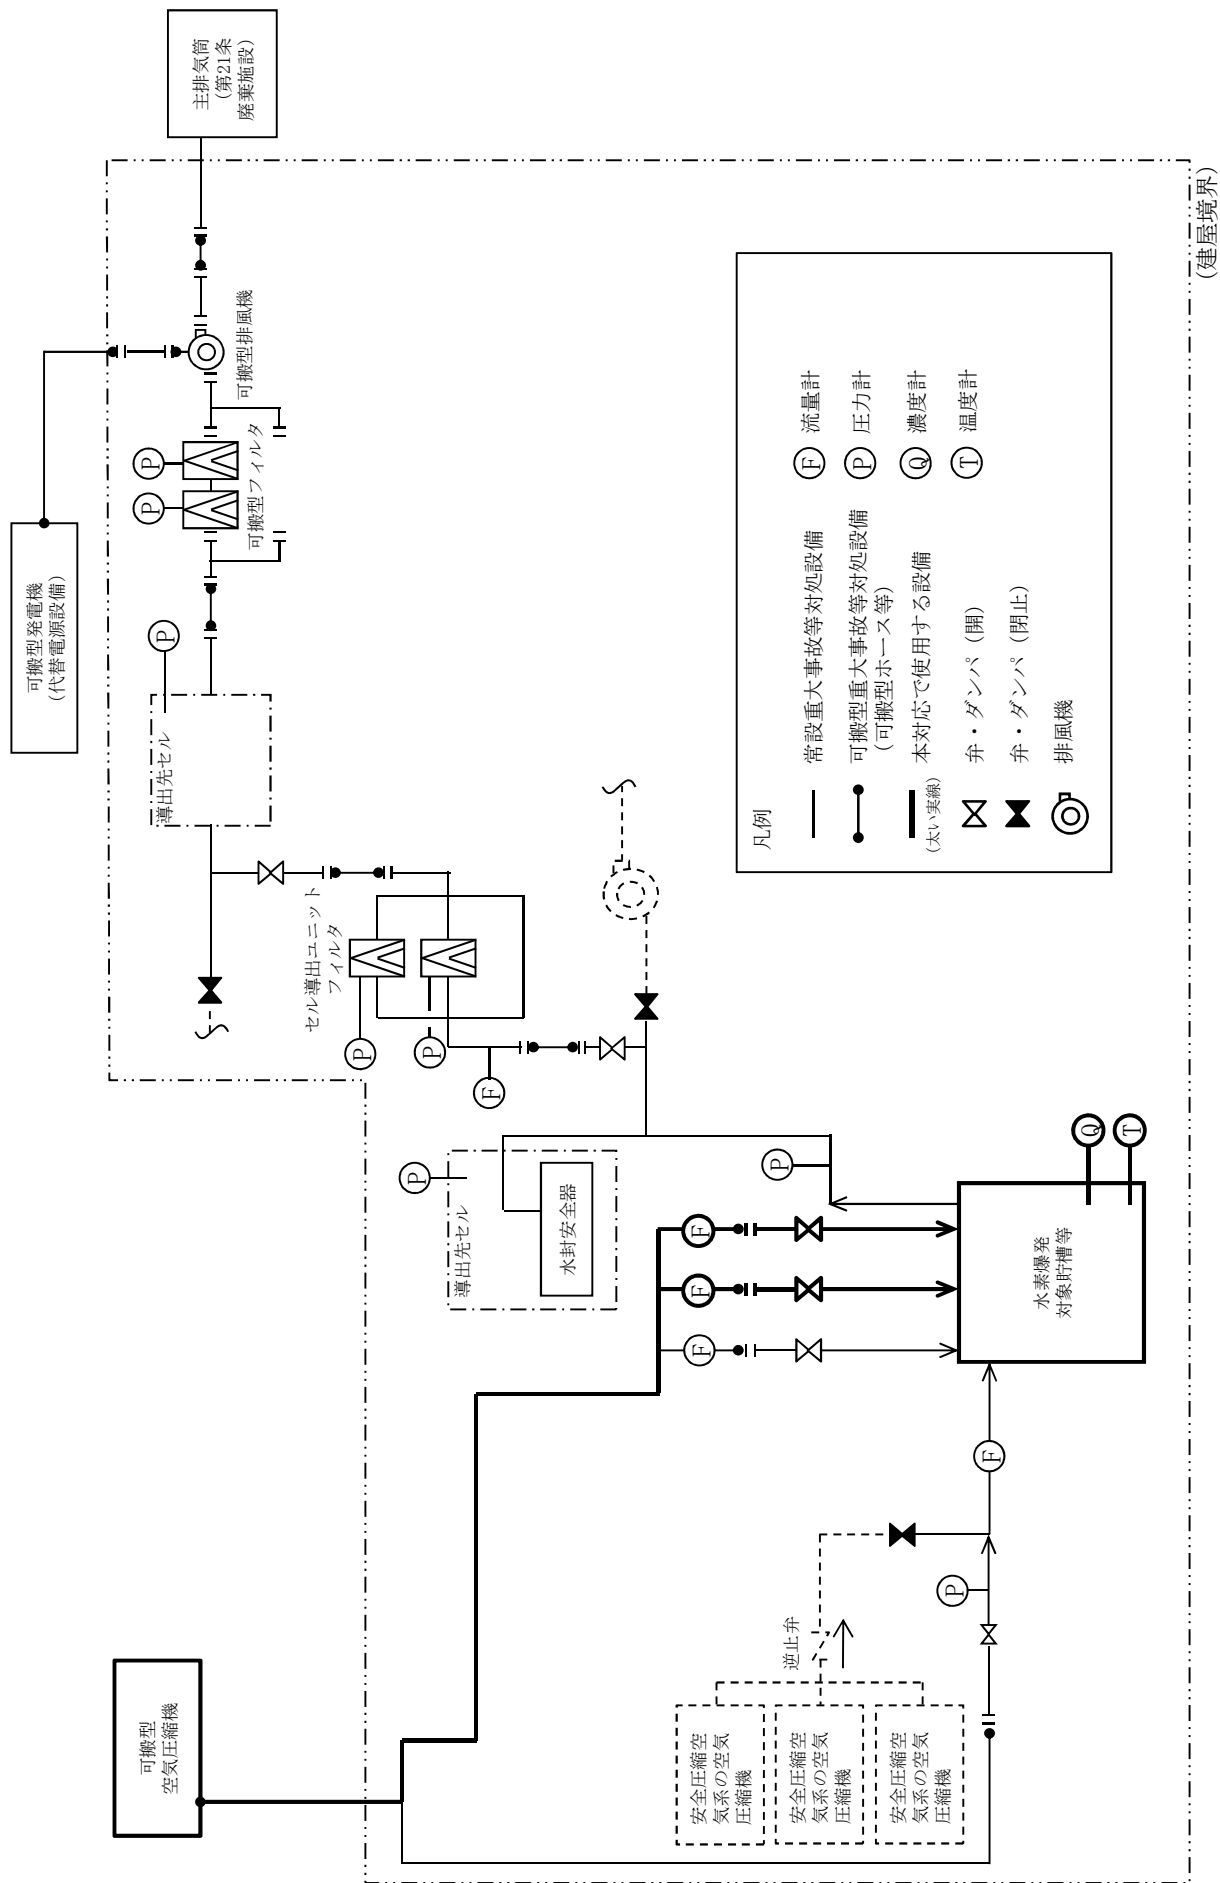 主排気筒
(第21条
廃棄施設)
(建屋境界)
可搬型排風機
可搬型フィルタ
P
P
可搬型発電機
(代替電源設備)
P
導出先セル
セル導出ユニット
フィルタ
P
P
F
P
導出先セル
水封安全器
P
F
F
F
Q
T
水素爆発
対象貯槽等
F
P
逆止弁
可搬型
空気圧縮機
安全圧縮空
気系の空気
圧縮機
安全圧縮空
気系の空気
圧縮機
安全圧縮空
気系の空気
圧縮機
凡例
常設重大事故等対処設備
可搬型重大事故等対処設備
(可搬型ホース等)
本対応で使用する設備
(太い実線)
弁・ダンパ(開)
弁・ダンパ(閉止)
排風機
F 流量計
P 圧力計
Q 濃度計
T 温度計